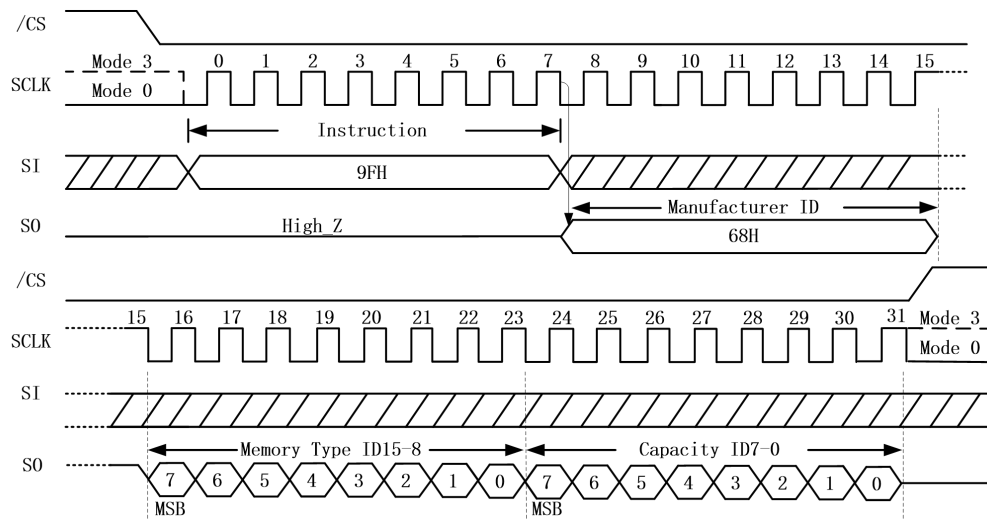 /CS
Mode 3 0 1 2 3 4 5 6 7 8 9 10 11 12 13 14 15
SCLK
Mode 0
Instruction
SI 9FH
Manufacturer ID
SO High_Z 68H
/CS
15 16 17 18 19 20 21 22 23 24 25 26 27 28 29 30 31 Mode 3
SCLK
Mode 0
SI
Memory Type ID15-8 Capacity ID7-0
SO 7 6 5 4 3 2 1 0 7 6 5 4 3 2 1 0
MSB MSB